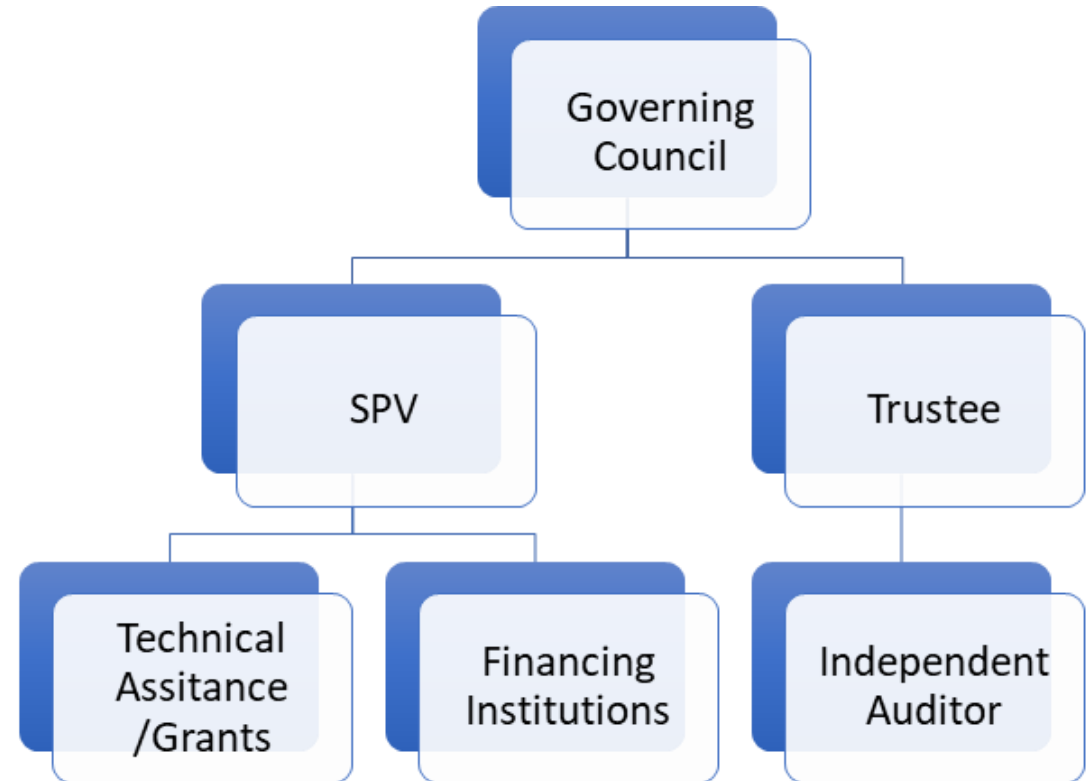 Governing
Council
SPV
Trustee
Technical
Assitance
/Grants
Financing
Institutions
Independent
Auditor